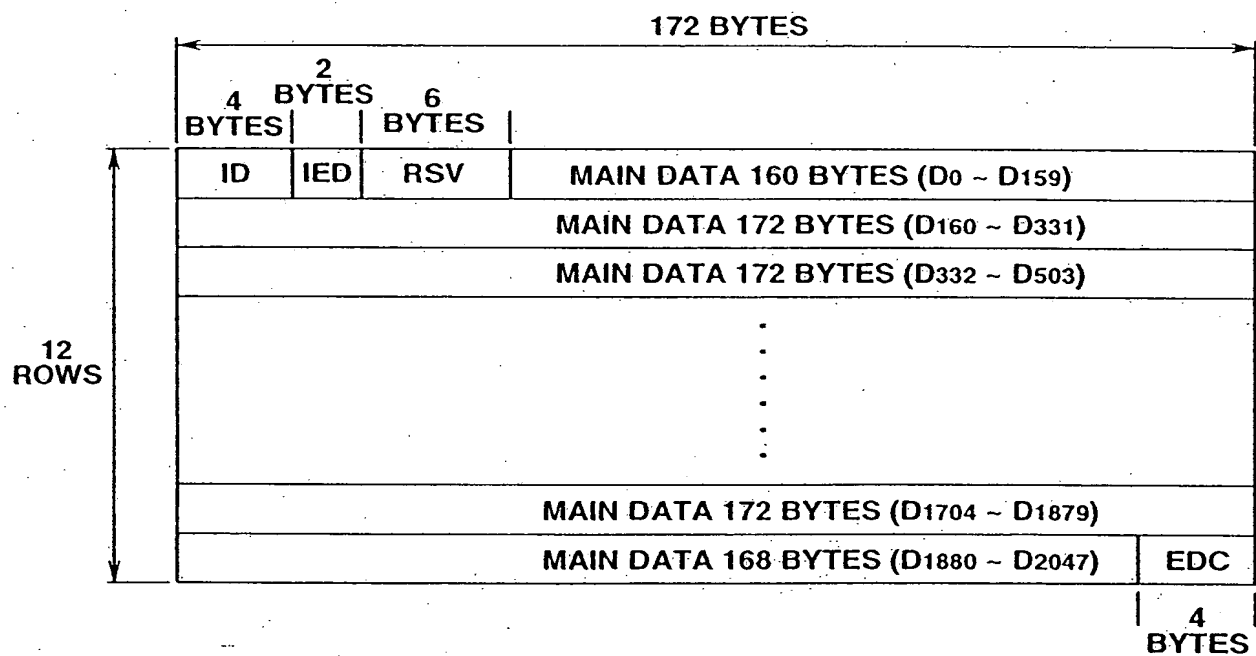 172 BYTES
2
BYTES
4
BYTES
6
BYTES
ID
IED
RSV
MAIN DATA 160 BYTES (D0 ~ D159)
MAIN DATA 172 BYTES (D160 ~ D331)
MAIN DATA 172 BYTES (D332 ~ D503)
12
ROWS
MAIN DATA 172 BYTES (D1704 ~ D1879)
MAIN DATA 168 BYTES (D1880 ~ D2047)
EDC
4
BYTES